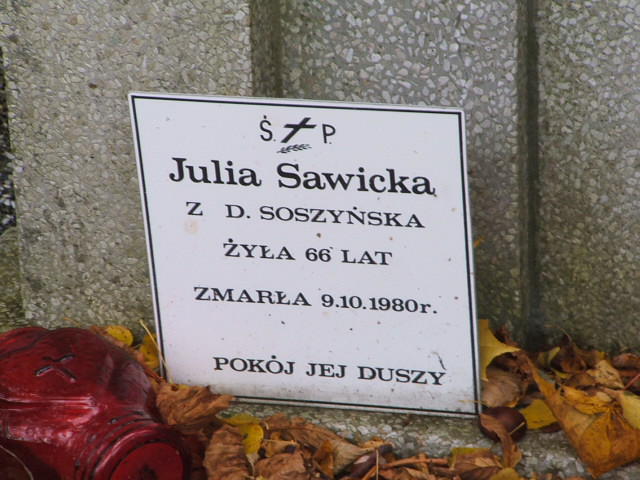 Ś. P.
Julia Sawicka
Z D. SOSZYŃSKA
ŻYŁA 66 LAT
ZMARŁA 9.10.1980r.
POKÓJ JEJ DUSZY